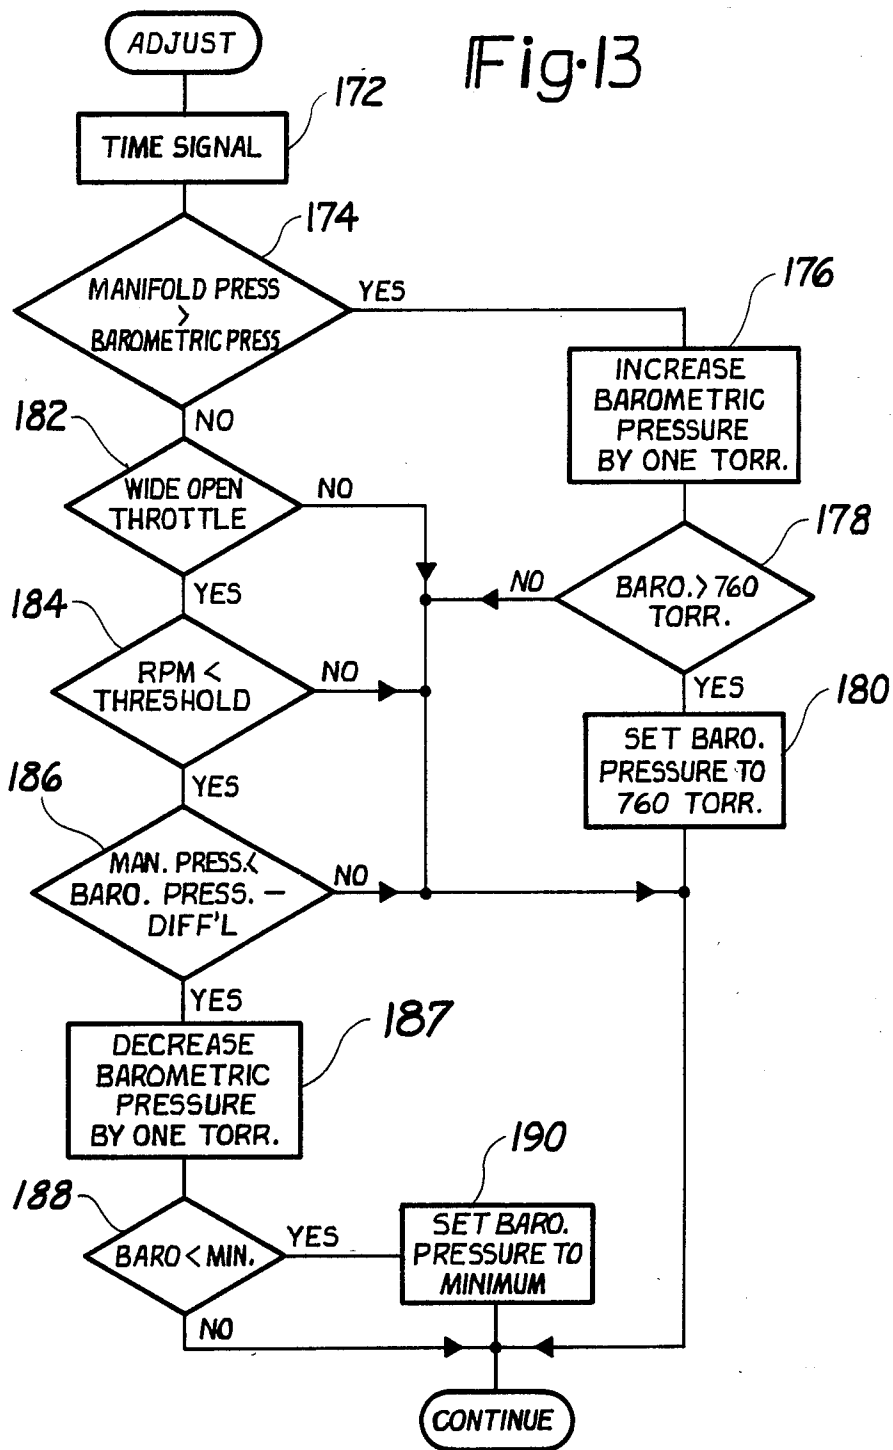 ADJUST
Fig.13
172
TIME SIGNAL
174
MANIFOLD PRESS
>
BAROMETRIC PRESS
YES
176
INCREASE
BAROMETRIC
PRESSURE
BY ONE TORR.
NO
182
WIDE OPEN
THROTTLE
NO
178
BARO.>760
TORR.
NO
YES
184
RPM <
THRESHOLD
NO
YES
180
SET BARO.
PRESSURE TO
760 TORR.
YES
186
MAN. PRESS.<
BARO. PRESS. -
DIFF'L
NO
YES
187
DECREASE
BAROMETRIC
PRESSURE
BY ONE TORR.
188
BARO < MIN.
YES
190
SET BARO.
PRESSURE TO
MINIMUM
NO
CONTINUE